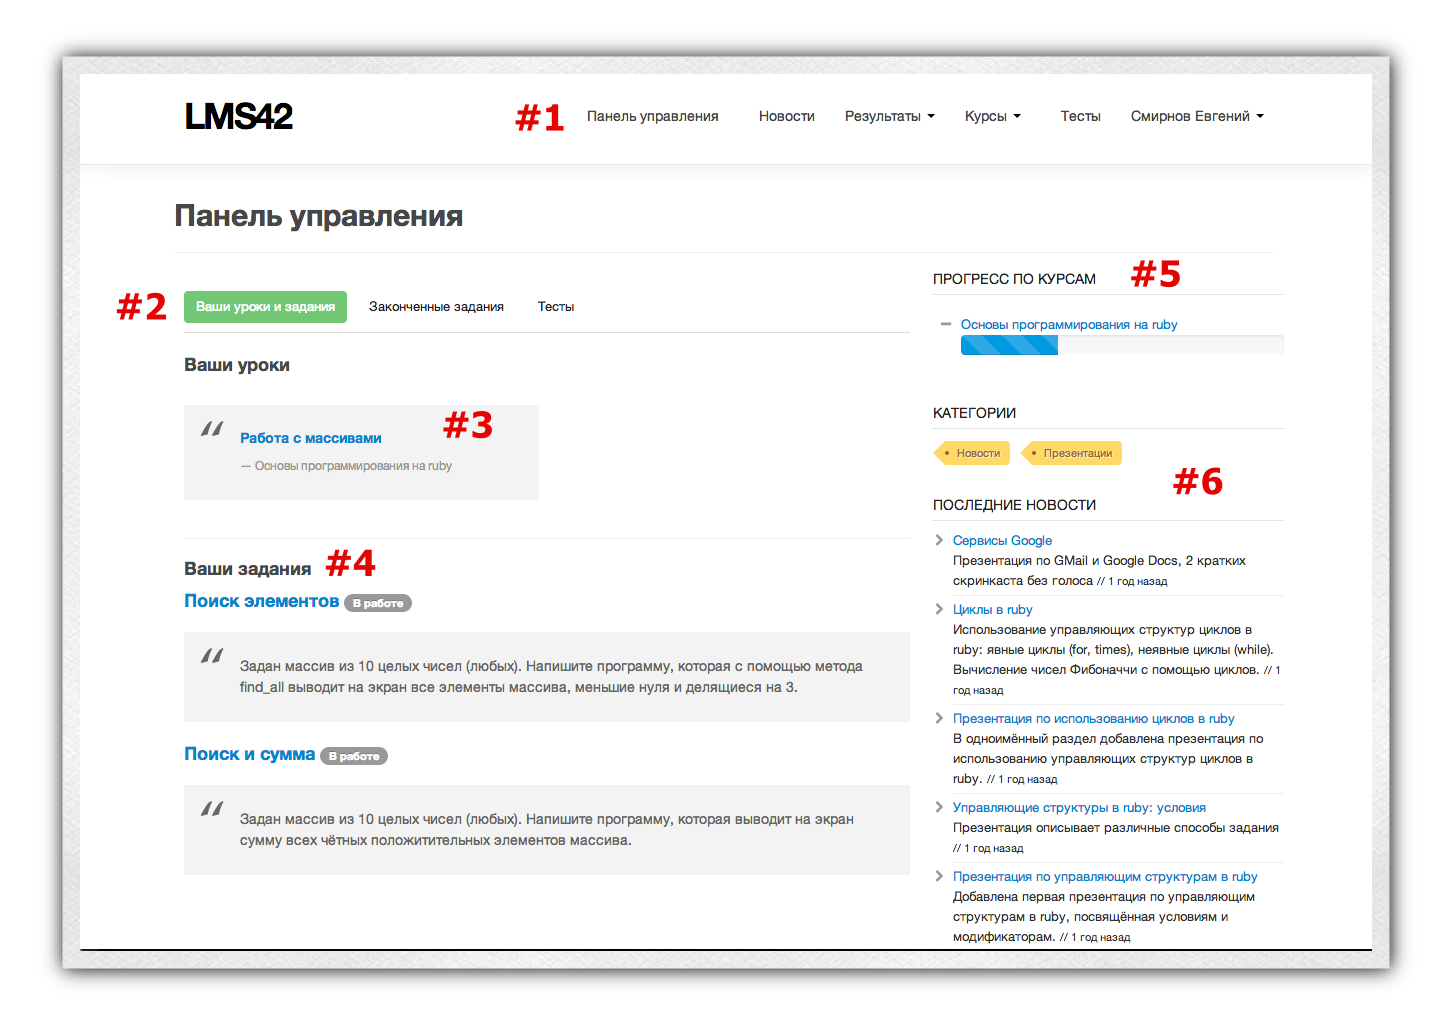 LMS42
#1 Панель управления Новости Результаты Курсы Тесты Смирнов Евгений
Панель управления
#2 Ваши уроки и задания Законченные задания Тесты
Ваши уроки
#3
“ Работа с массивами
— Основы программирования на ruby
Ваши задания #4
Поиск элементов В работе
“ Задан массив из 10 целых чисел (любых). Напишите программу, которая с помощью метода
find_all выводит на экран все элементы массива, меньшие нуля и делящиеся на 3.
Поиск и сумма В работе
“ Задан массив из 10 целых чисел (любых). Напишите программу, которая выводит на экран
сумму всех чётных положитительных элементов массива.
ПРОГРЕСС ПО КУРСАМ #5
Основы программирования на ruby
КАТЕГОРИИ
Новости Презентации
#6
ПОСЛЕДНИЕ НОВОСТИ
Сервисы Google
Презентация по GMail и Google Docs, 2 кратких
скринкаста без голоса // 1 год назад
Циклы в ruby
Использование управляющих структур циклов в
ruby: явные циклы (for, times), неявные циклы (while).
Вычисление чисел Фибоначчи с помощью циклов. // 1
год назад
Презентация по использованию циклов в ruby
В одноимённый раздел добавлена презентация по
использованию управляющих структур циклов в
ruby. // 1 год назад
Управляющие структуры в ruby: условия
Презентация описывает различные способы задания
// 1 год назад
Презентация по управляющим структурам в ruby
Добавлена первая презентация по управляющим
структурам в ruby, посвящённая условиям и
модификаторам. // 1 год назад